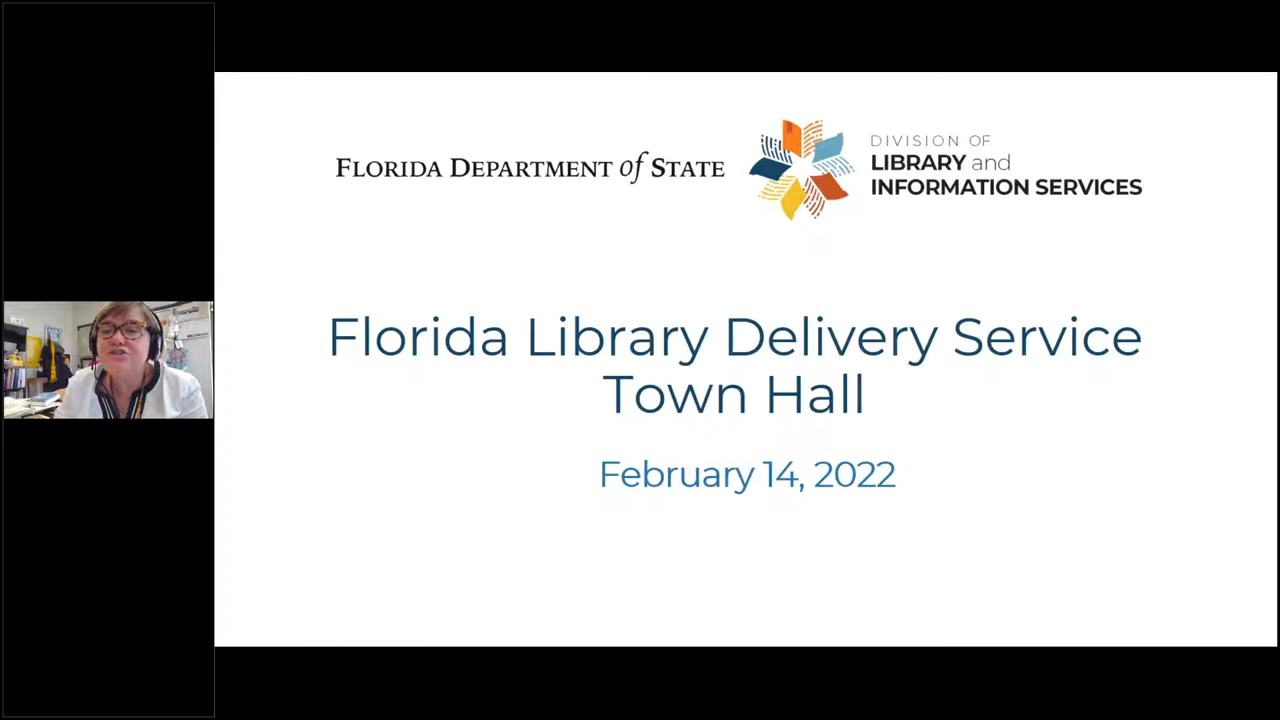 FLORIDA DEPARTMENT of STATE
DIVISION OF
LIBRARY and
INFORMATION SERVICES
Florida Library Delivery Service
Town Hall
February 14, 2022